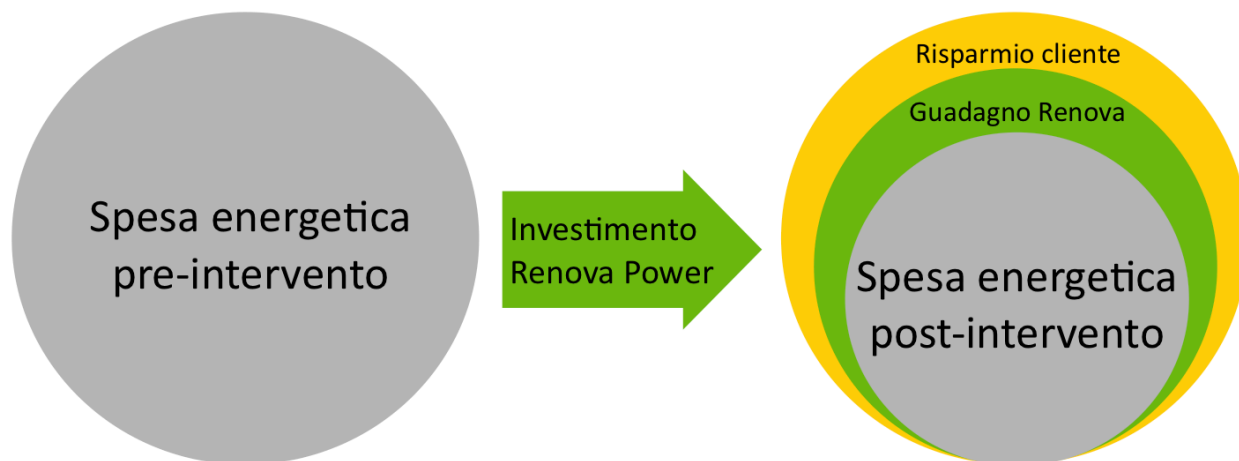 Spesa energetica
pre-intervento
Investimento
Renova Power
Risparmio cliente
Guadagno Renova
Spesa energetica
post-intervento